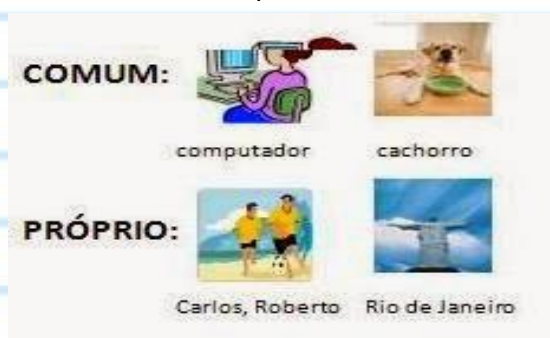 COMUM:
computador cachorro
PRÓPRIO:
Carlos, Roberto Rio de Janeiro